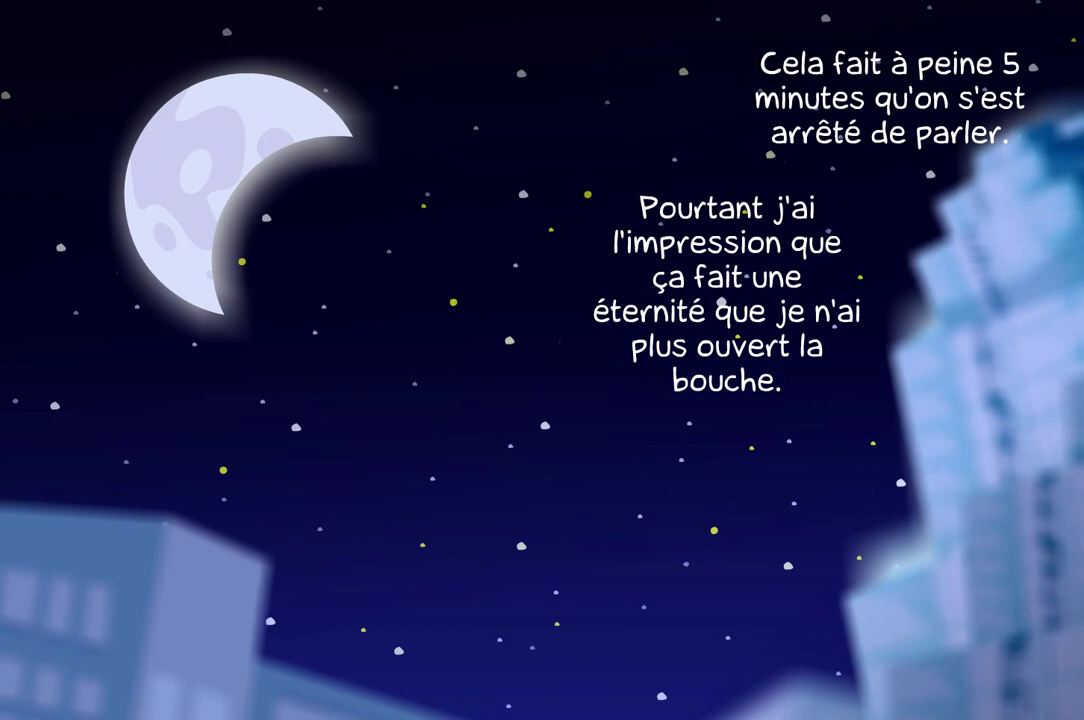 Cela fait à peine 5
minutes qu'on s'est
arrêté de parler.
Pourtant j'ai
l'impression que
ça fait une
éternité que je n'ai
plus ouvert la
bouche.